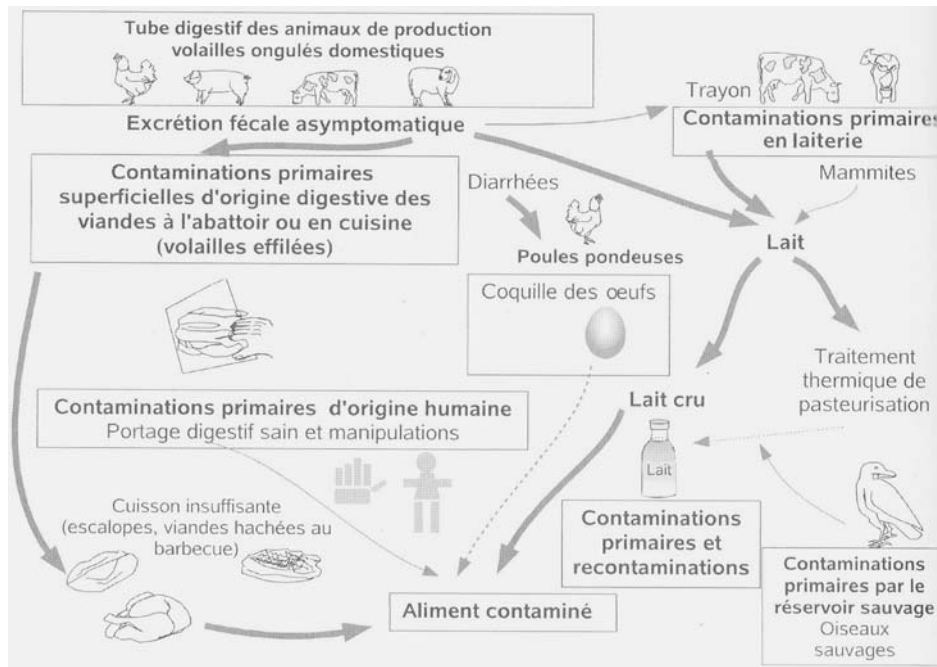 Tube digestif des animaux de production
volailles ongulés domestiques
Excrétion fécale asymptomatique
Trayon
Contaminations primaires
en laiterie
Contaminations primaires
superficielles d'origine digestive des
viandes à l'abattoir ou en cuisine
(volailles effilées)
Diarrhées
Poules pondeuses
Mammites
Lait
Coquille des œufs
Traitement
thermique de
pasteurisation
Lait cru
Lait
Contaminations primaires d'origine humaine
Portage digestif sain et manipulations
Cuisson insuffisante
(escalopes, viandes hachées au
barbecue)
Contaminations
primaires et
recontaminations
Contaminations
primaires par le
réservoir sauvage
Oiseaux
sauvages
Aliment contaminé